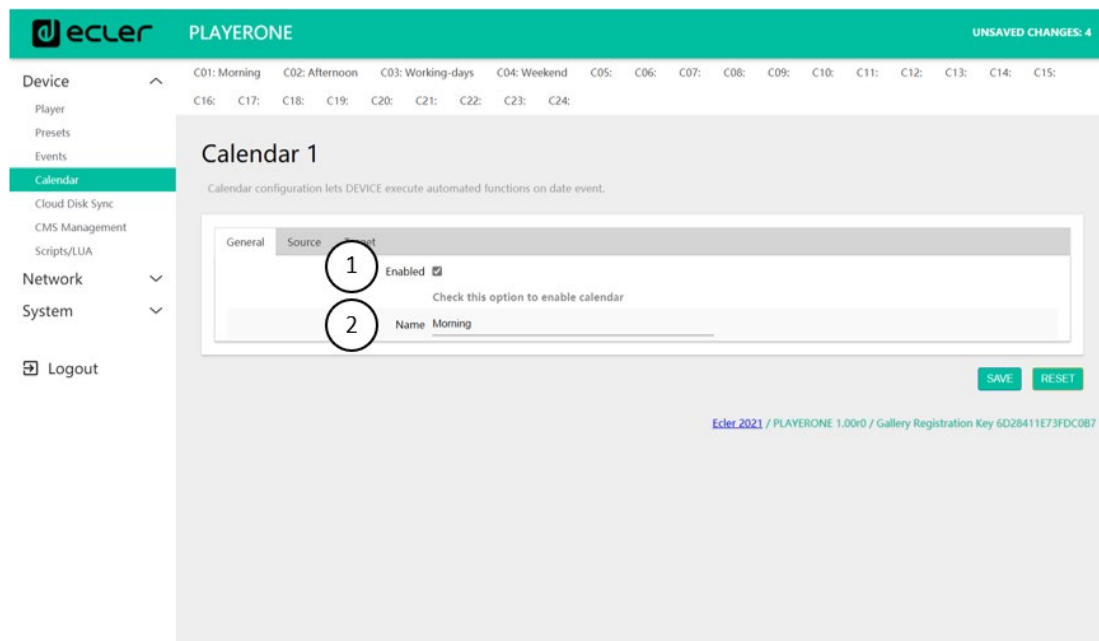 ecler PLAYERONE UNSAVED CHANGES: 4
Device
Player
Presets
Events
Calendar
Cloud Disk Sync
CMS Management
Scripts/LUA
Network
System
Logout
C01: Morning C02: Afternoon C03: Working-days C04: Weekend C05: C06: C07: C08: C09: C10: C11: C12: C13: C14: C15:
C16: C17: C18: C19: C20: C21: C22: C23: C24:
Calendar 1
Calendar configuration lets DEVICE execute automated functions on date event.
General Source Target
1 Enabled
Check this option to enable calendar
2 Name Morning
SAVE RESET
Ecler 2021 / PLAYERONE 1.00r0 / Gallery Registration Key 6D28411E73FDC0B7